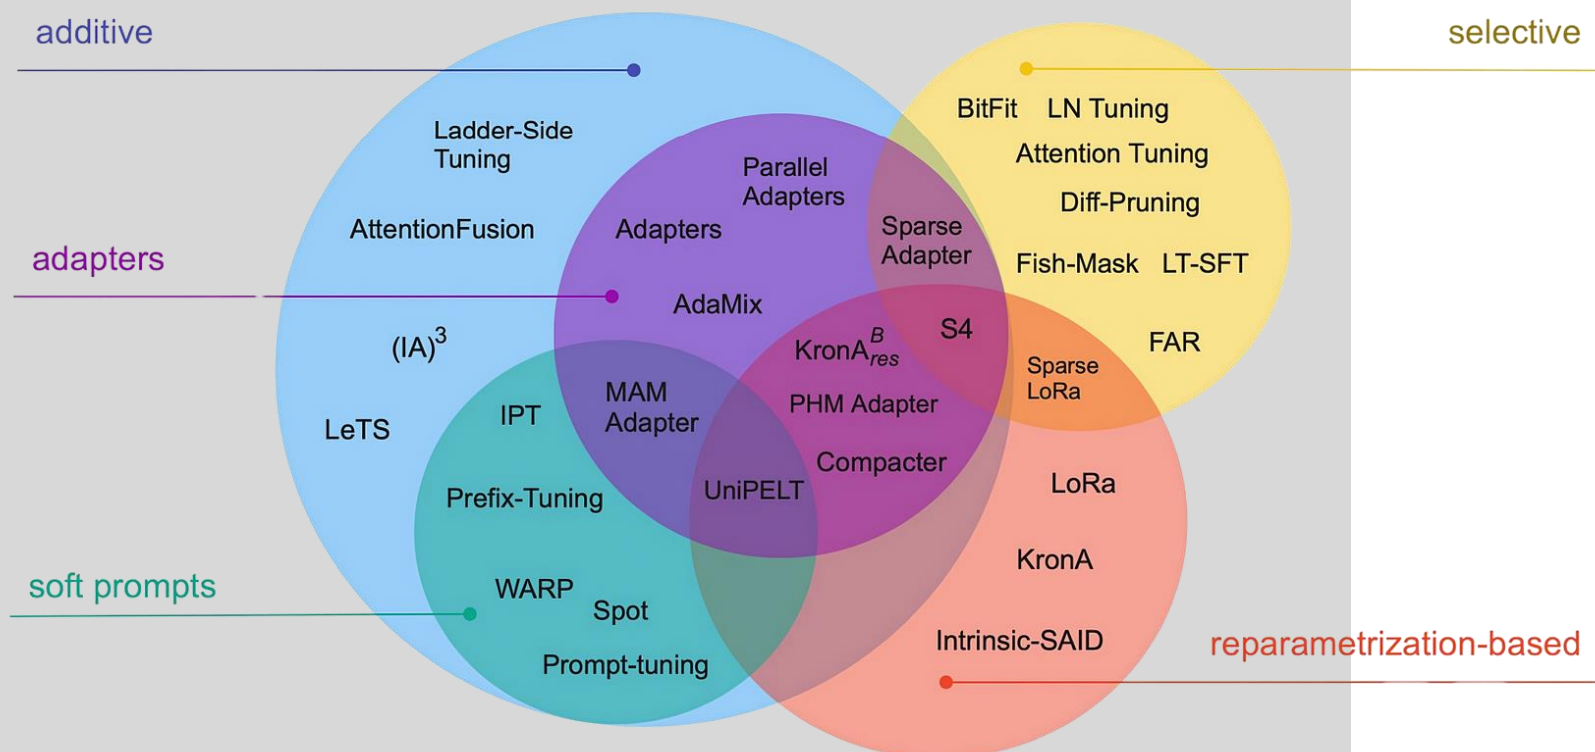 additive
selective
BitFit LN Tuning
Ladder-Side
Tuning
Attention Tuning
Parallel
Adapters
Diff-Pruning
AttentionFusion
Adapters
Sparse
Adapter
adapters
Fish-Mask LT-SFT
AdaMix
(IA)³
KronA^B_res
S4
FAR
Sparse
LoRa
MAM
Adapter
PHM Adapter
IPT
LeTS
Compacter
LoRa
UniPELT
Prefix-Tuning
KronA
soft prompts
WARP
Spot
Intrinsic-SAID
reparametrization-based
Prompt-tuning